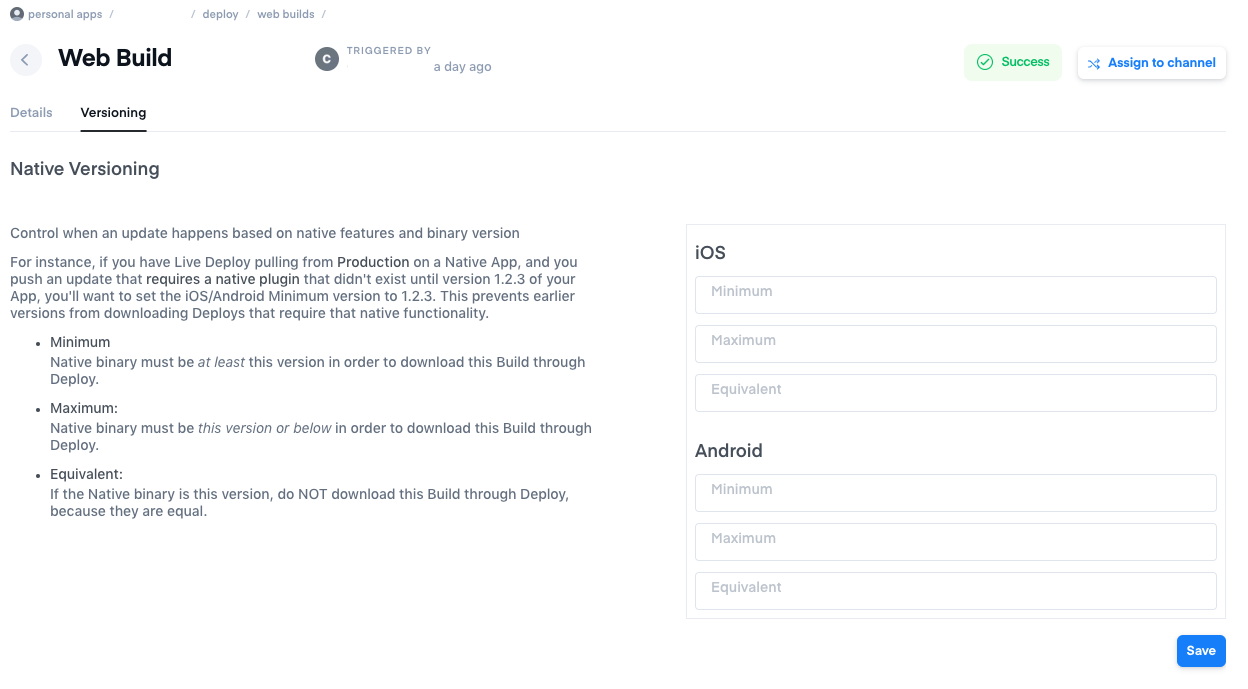 personal apps / / deploy / web builds /
Web Build
C
TRIGGERED BY
a day ago
Success
Assign to channel
Details
Versioning
Native Versioning
Control when an update happens based on native features and binary version
For instance, if you have Live Deploy pulling from Production on a Native App, and you
push an update that requires a native plugin that didn't exist until version 1.2.3 of your
App, you'll want to set the iOS/Android Minimum version to 1.2.3. This prevents earlier
versions from downloading Deploys that require that native functionality.
• Minimum
Native binary must be at least this version in order to download this Build through
Deploy.
• Maximum:
Native binary must be this version or below in order to download this Build through
Deploy.
• Equivalent:
If the Native binary is this version, do NOT download this Build through Deploy,
because they are equal.
iOS
Minimum
Maximum
Equivalent
Android
Minimum
Maximum
Equivalent
Save